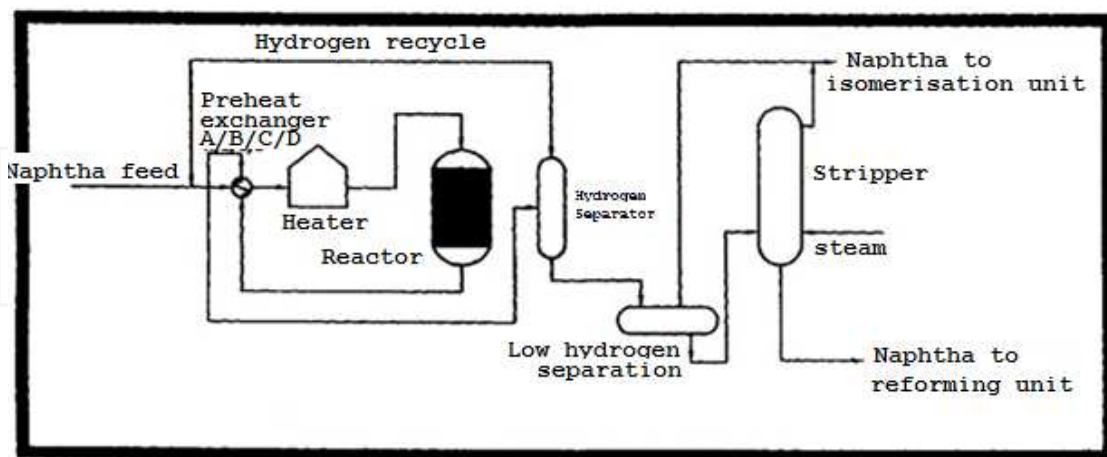 Hydrogen recycle
Naphtha to
isomerisation unit
Preheat
exchanger
A/B/C/D
Naphtha feed
Heater
Reactor
Hydrogen
Separator
Stripper
steam
Low hydrogen
separation
Naphtha to
reforming unit